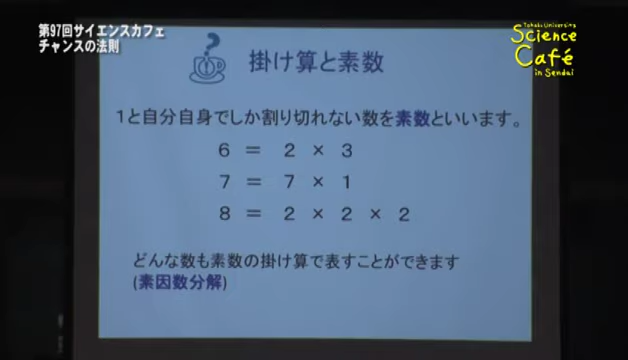 第97回サイエンスカフェ
チャンスの法則
Tohoku University
Science
Café
in Sendai
掛け算と素数
1と自分自身でしか割り切れない数を素数といいます。
6 = 2 × 3
7 = 7 × 1
8 = 2 × 2 × 2
どんな数も素数の掛け算で表すことができます
(素因数分解)